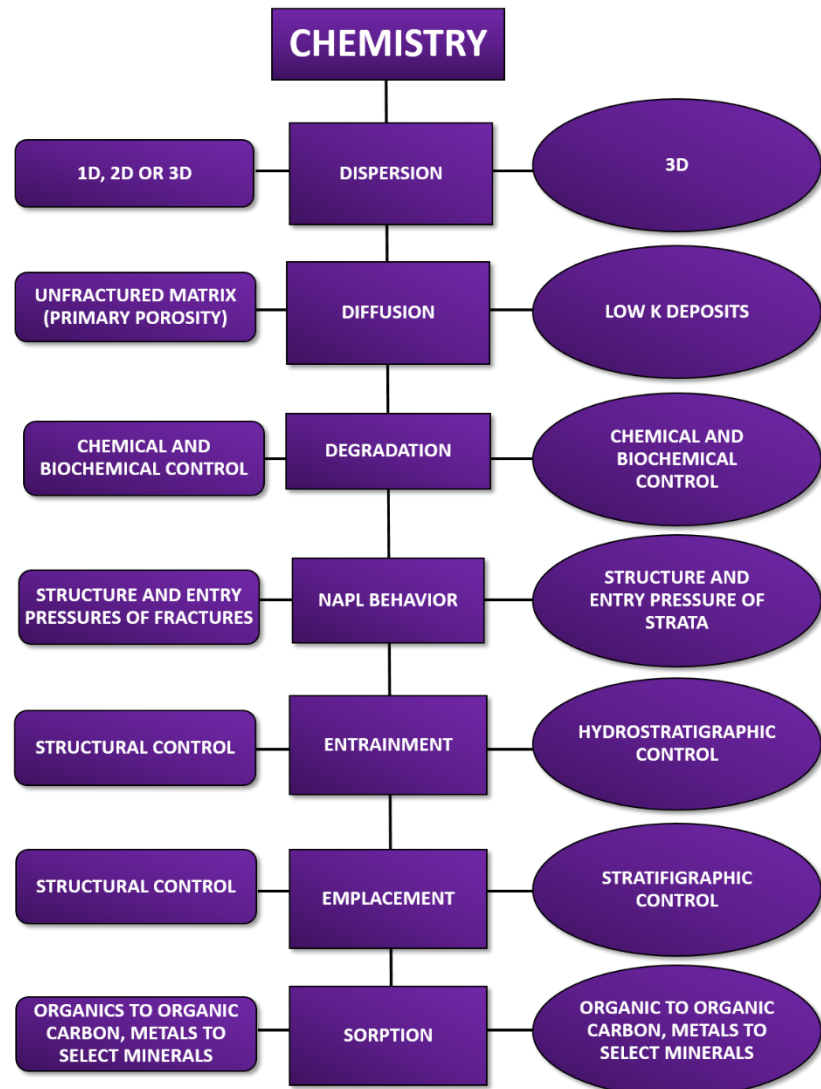 CHEMISTRY
1D, 2D OR 3D
DISPERSION
3D
UNFRACTURED MATRIX
(PRIMARY POROSITY)
DIFFUSION
LOW K DEPOSITS
CHEMICAL AND
BIOCHEMICAL CONTROL
DEGRADATION
CHEMICAL AND
BIOCHEMICAL
CONTROL
STRUCTURE AND ENTRY
PRESSURES OF FRACTURES
NAPL BEHAVIOR
STRUCTURE AND
ENTRY PRESSURE OF
STRATA
STRUCTURAL CONTROL
ENTRAINMENT
HYDROSTRATIGRAPHIC
CONTROL
STRUCTURAL CONTROL
EMPLACEMENT
STRATIFIGRAPHIC
CONTROL
ORGANICS TO ORGANIC
CARBON, METALS TO
SELECT MINERALS
SORPTION
ORGANIC TO ORGANIC
CARBON, METALS TO
SELECT MINERALS